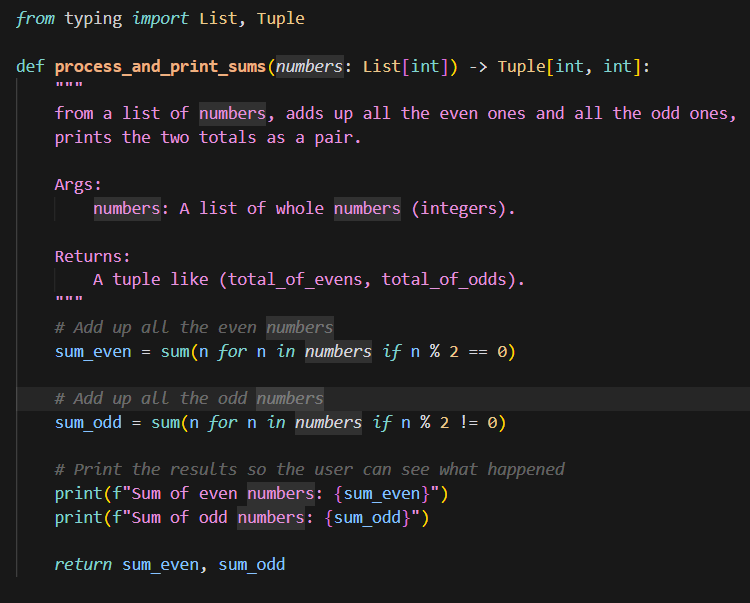 from typing import List, Tuple

def process_and_print_sums(numbers: List[int]) -> Tuple[int, int]:
    """
    from a list of numbers, adds up all the even ones and all the odd ones,
    prints the two totals as a pair.

    Args:
        numbers: A list of whole numbers (integers).

    Returns:
        A tuple like (total_of_evens, total_of_odds).
    """
    # Add up all the even numbers
    sum_even = sum(n for n in numbers if n % 2 == 0)

    # Add up all the odd numbers
    sum_odd = sum(n for n in numbers if n % 2 != 0)

    # Print the results so the user can see what happened
    print(f"Sum of even numbers: {sum_even}")
    print(f"Sum of odd numbers: {sum_odd}")

    return sum_even, sum_odd